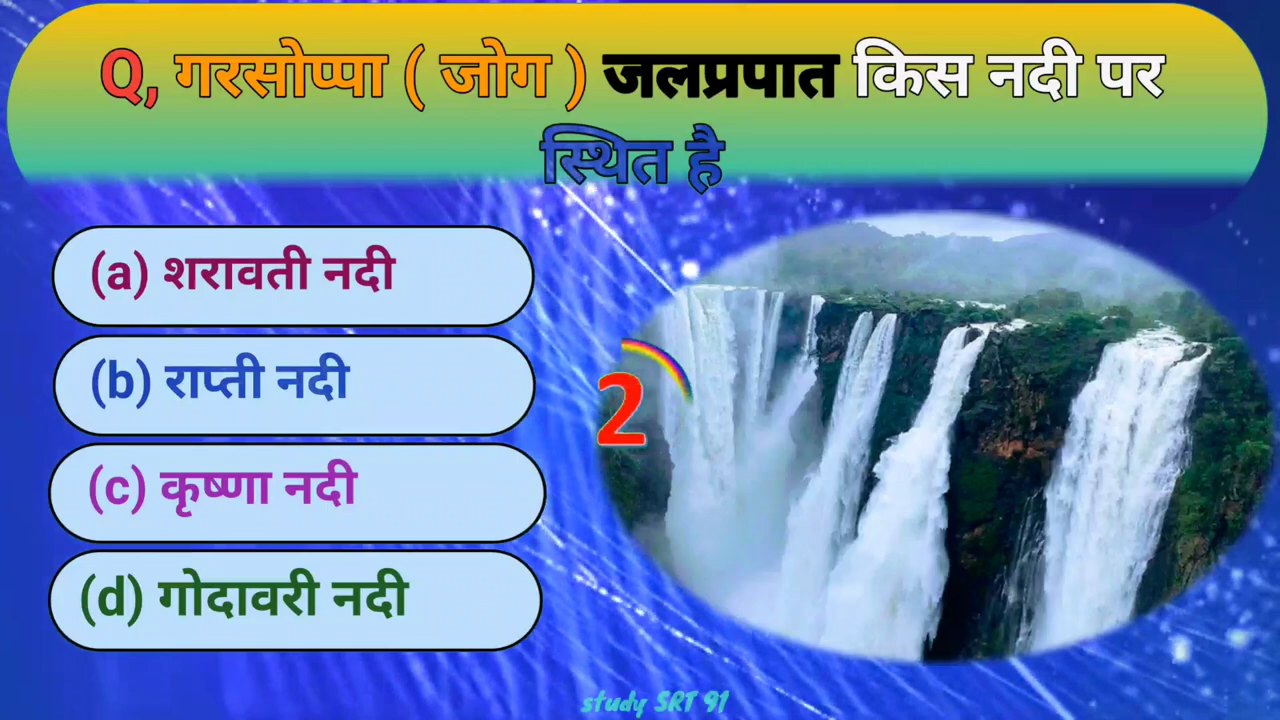 Q, गरसोप्पा ( जोग ) जलप्रपात किस नदी पर
स्थित है
(a) शरावती नदी
(b) राप्ती नदी
2
(c) कृष्णा नदी
(d) गोदावरी नदी
study SRT 91